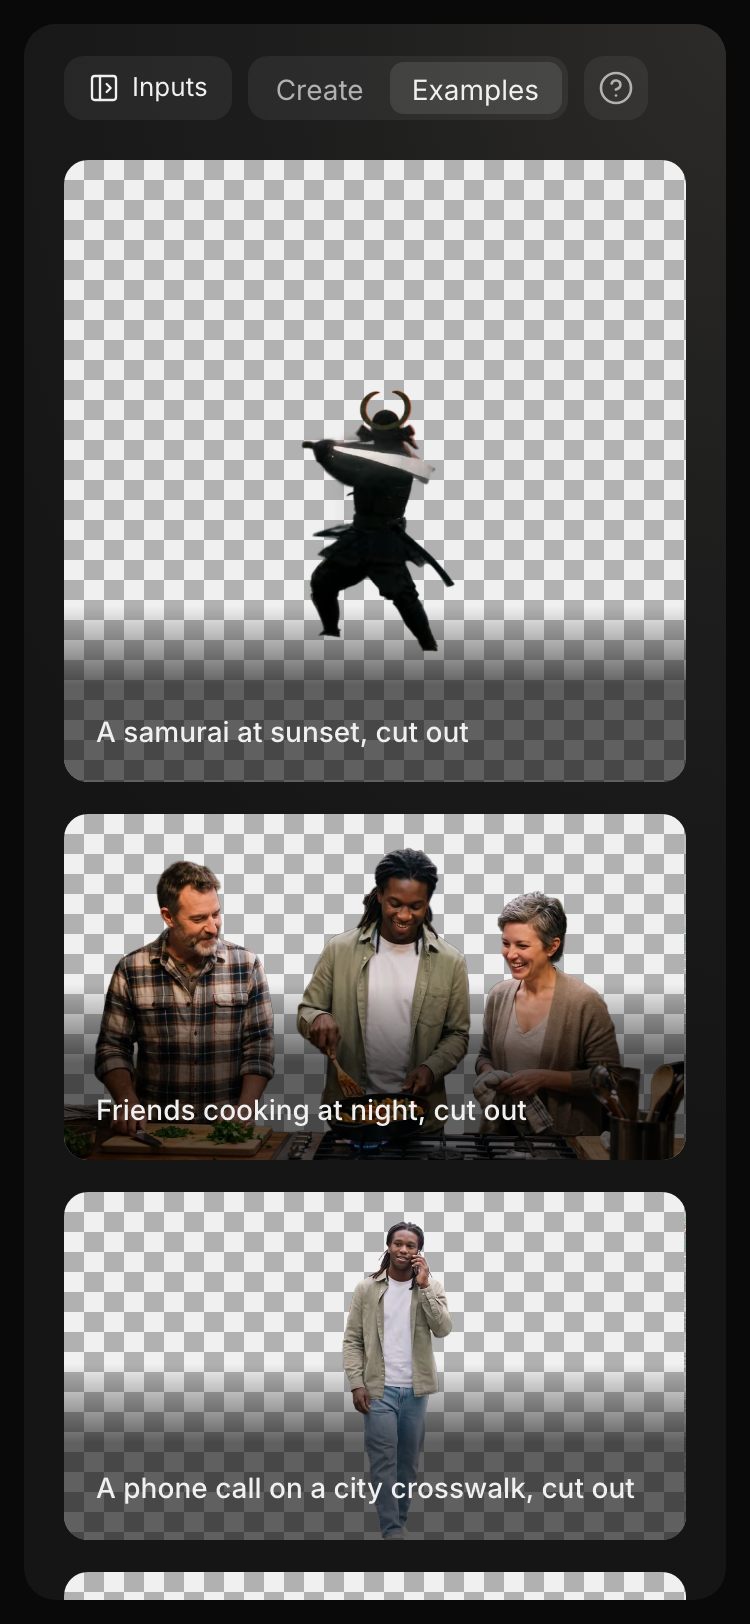 Inputs
Create
Examples
A samurai at sunset, cut out
Friends cooking at night, cut out
A phone call on a city crosswalk, cut out